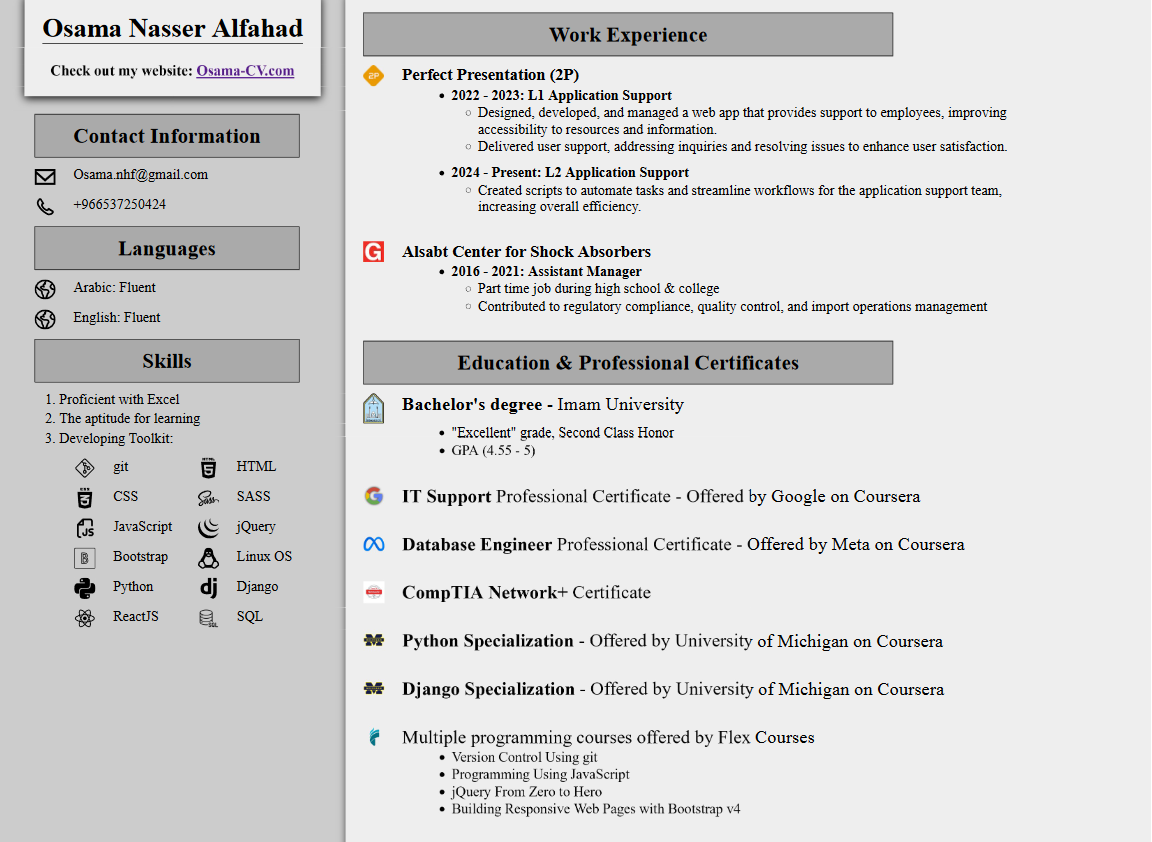 Osama Nasser Alfahad
Check out my website: Osama-CV.com
Contact Information
Osama.nhf@gmail.com
+966537250424
Languages
Arabic: Fluent
English: Fluent
Skills
1. Proficient with Excel
2. The aptitude for learning
3. Developing Toolkit:
git HTML
CSS SASS
JavaScript jQuery
Bootstrap Linux OS
Python Django
ReactJS SQL
Work Experience
2P
Perfect Presentation (2P)
• 2022 - 2023: L1 Application Support
○ Designed, developed, and managed a web app that provides support to employees, improving
accessibility to resources and information.
○ Delivered user support, addressing inquiries and resolving issues to enhance user satisfaction.
• 2024 - Present: L2 Application Support
○ Created scripts to automate tasks and streamline workflows for the application support team,
increasing overall efficiency.
Alsabt Center for Shock Absorbers
• 2016 - 2021: Assistant Manager
○ Part time job during high school & college
○ Contributed to regulatory compliance, quality control, and import operations management
Education & Professional Certificates
Bachelor's degree - Imam University
• "Excellent" grade, Second Class Honor
• GPA (4.55 - 5)
IT Support Professional Certificate - Offered by Google on Coursera
Database Engineer Professional Certificate - Offered by Meta on Coursera
CompTIA Network+ Certificate
Python Specialization - Offered by University of Michigan on Coursera
Django Specialization - Offered by University of Michigan on Coursera
Multiple programming courses offered by Flex Courses
• Version Control Using git
• Programming Using JavaScript
• jQuery From Zero to Hero
• Building Responsive Web Pages with Bootstrap v4